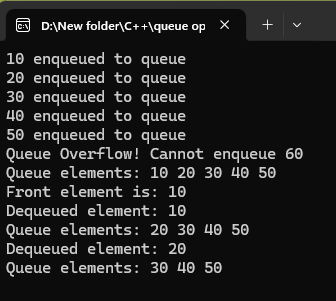 D:\New folder\C++\queue op
10 enqueued to queue
20 enqueued to queue
30 enqueued to queue
40 enqueued to queue
50 enqueued to queue
Queue Overflow! Cannot enqueue 60
Queue elements: 10 20 30 40 50
Front element is: 10
Dequeued element: 10
Queue elements: 20 30 40 50
Dequeued element: 20
Queue elements: 30 40 50